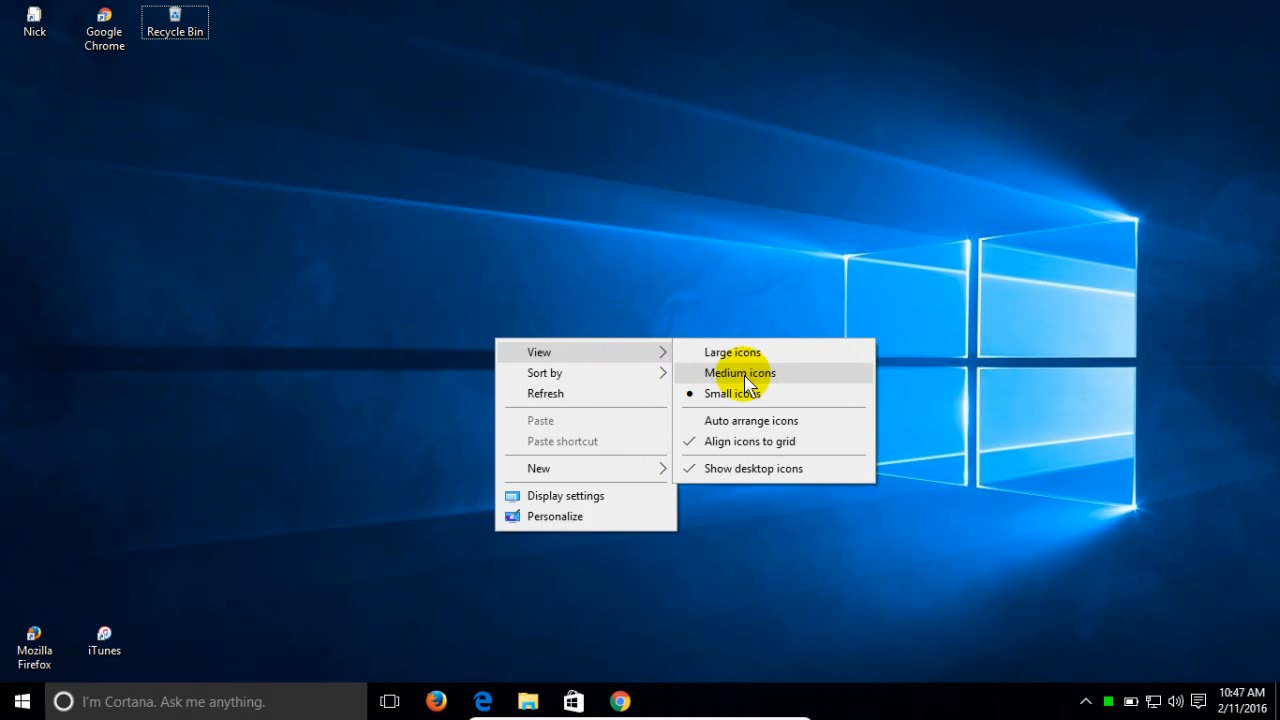 Nick
Google
Chrome
Recycle Bin
View
Sort by
Refresh
Paste
Paste shortcut
New
Display settings
Personalize
Large icons
Medium icons
Small icons
Auto arrange icons
Align icons to grid
Show desktop icons
Mozilla
Firefox
iTunes
I'm Cortana. Ask me anything.
10:47 AM
2/11/2016